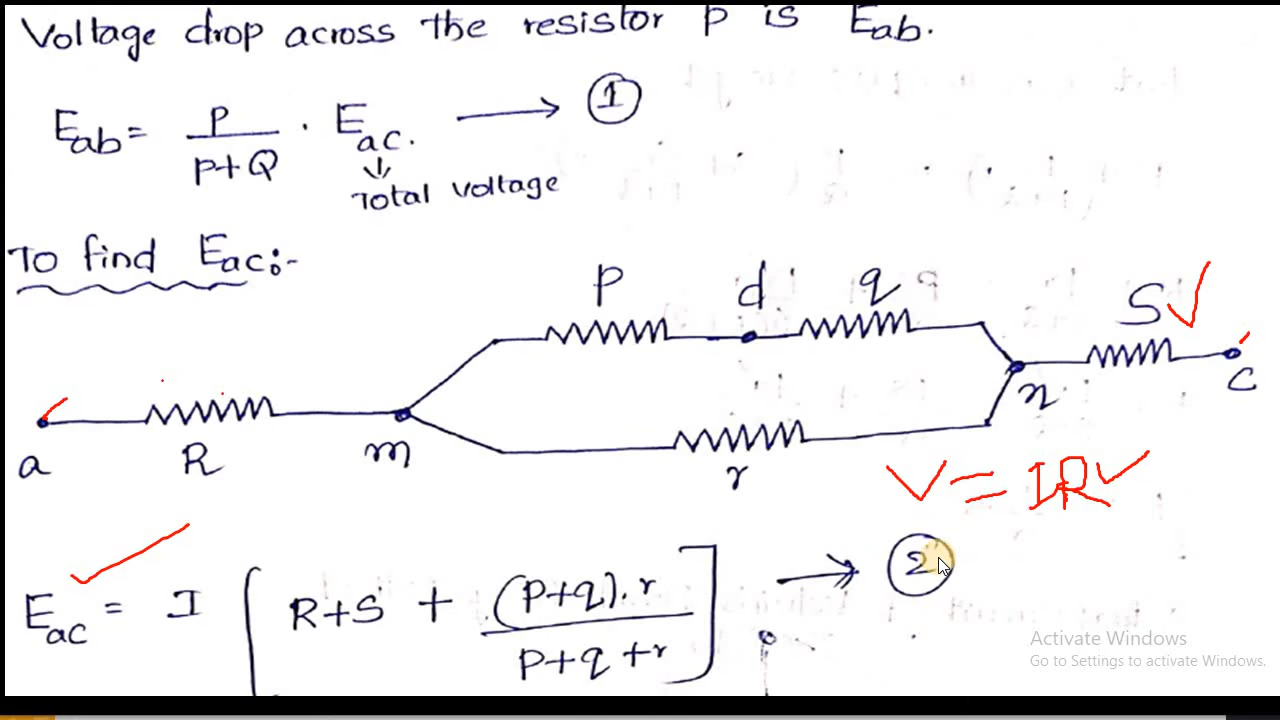 Voltage drop across the resistor P is Eab.
Eab = P/P+Q . Eac. → 1
Total voltage
To find Eac:-
P d q S
a R m r n c
V = IR
Eac = I [ R+S + (P+q).r / P+q+r ] → 2
Activate Windows
Go to Settings to activate Windows.